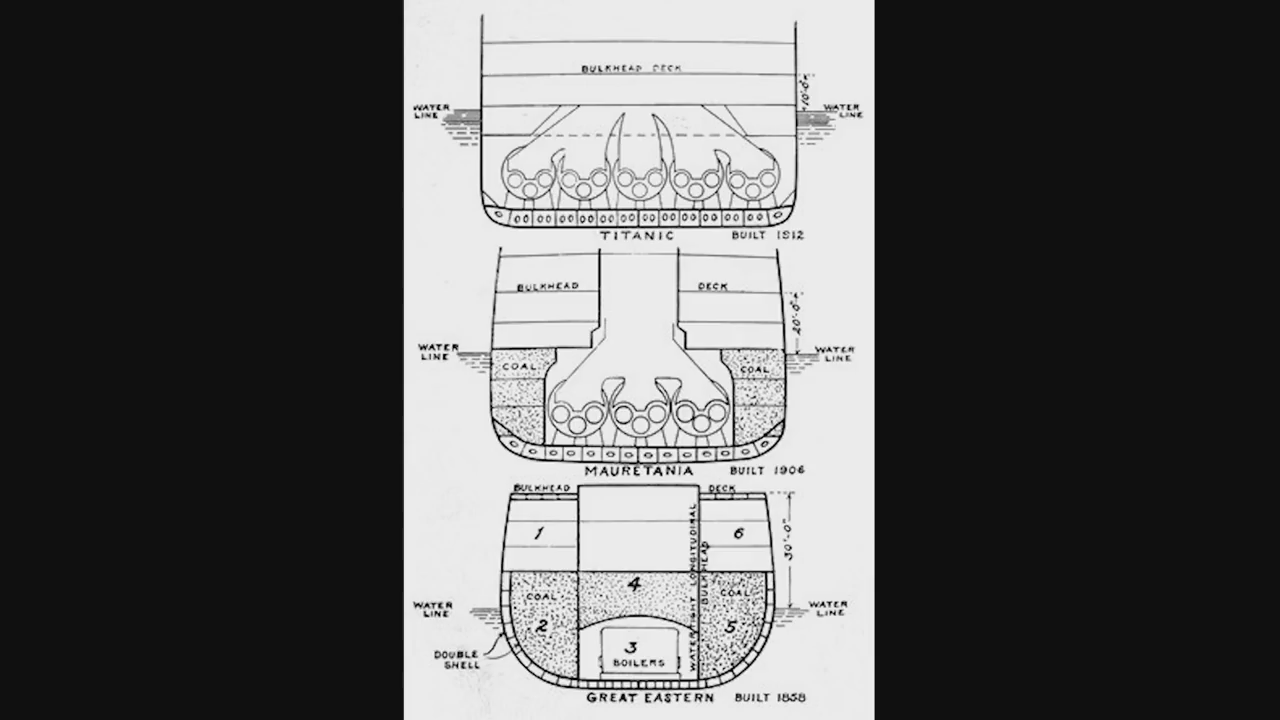 BULKHEAD DECK
10'-0"
WATER
LINE
WATER
LINE
TITANIC
BUILT 1912
BULKHEAD
DECK
20'-0"
WATER
LINE
WATER
LINE
COAL
COAL
MAURETANIA
BUILT 1906
BULKHEAD
DECK
1
6
30'-0"
WATERTIGHT LONGITUDINAL
BULKHEAD
4
COAL
COAL
WATER
LINE
WATER
LINE
2
5
3
BOILERS
DOUBLE
SHELL
GREAT EASTERN
BUILT 1858